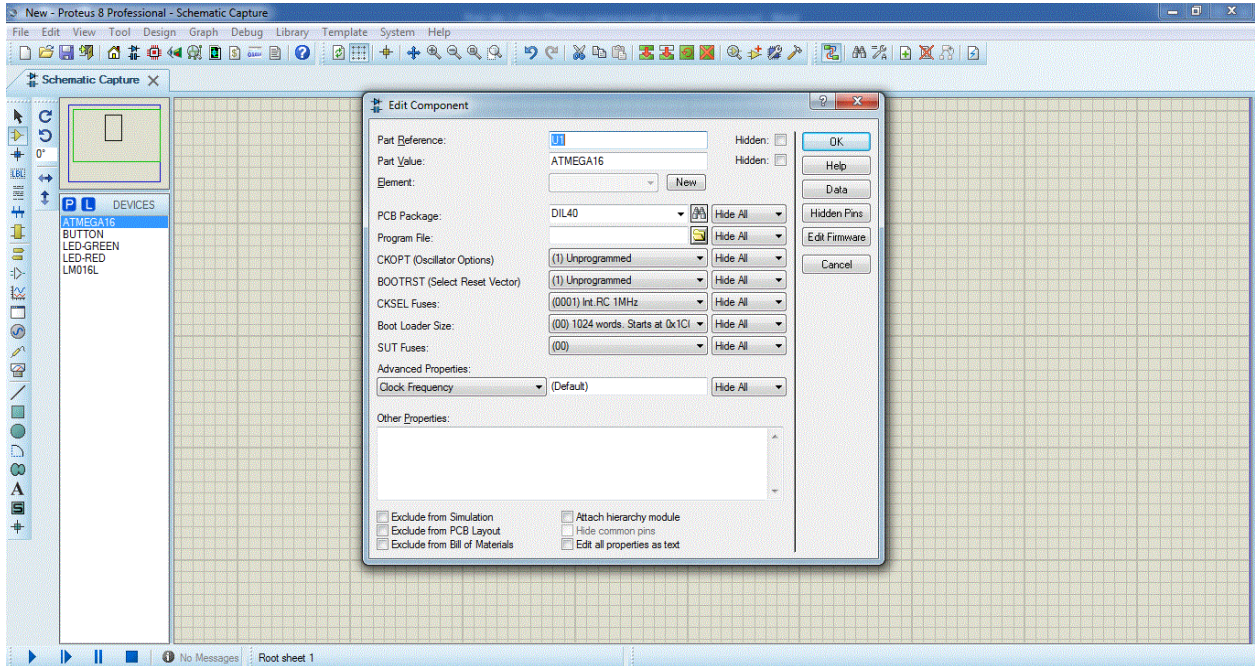 New - Proteus 8 Professional - Schematic Capture
File Edit View Tool Design Graph Debug Library Template System Help
Schematic Capture
Edit Component
Part Reference: U1 Hidden:
Part Value: ATMEGA16 Hidden:
Element: New
PCB Package: DIL40 Hide All
Program File: Hide All
CKOPT (Oscillator Options) (1) Unprogrammed Hide All
BOOTRST (Select Reset Vector) (1) Unprogrammed Hide All
CKSEL Fuses: (0001) Int.RC 1MHz Hide All
Boot Loader Size: (00) 1024 words. Starts at 0x1C Hide All
SUT Fuses: (00) Hide All
Advanced Properties:
Clock Frequency (Default) Hide All
Other Properties:
Exclude from Simulation Attach hierarchy module
Exclude from PCB Layout Hide common pins
Exclude from Bill of Materials Edit all properties as text
OK
Help
Data
Hidden Pins
Edit Firmware
Cancel
0°
LBL
A
S
P L DEVICES
ATMEGA16
BUTTON
LED-GREEN
LED-RED
LM016L
No Messages Root sheet 1